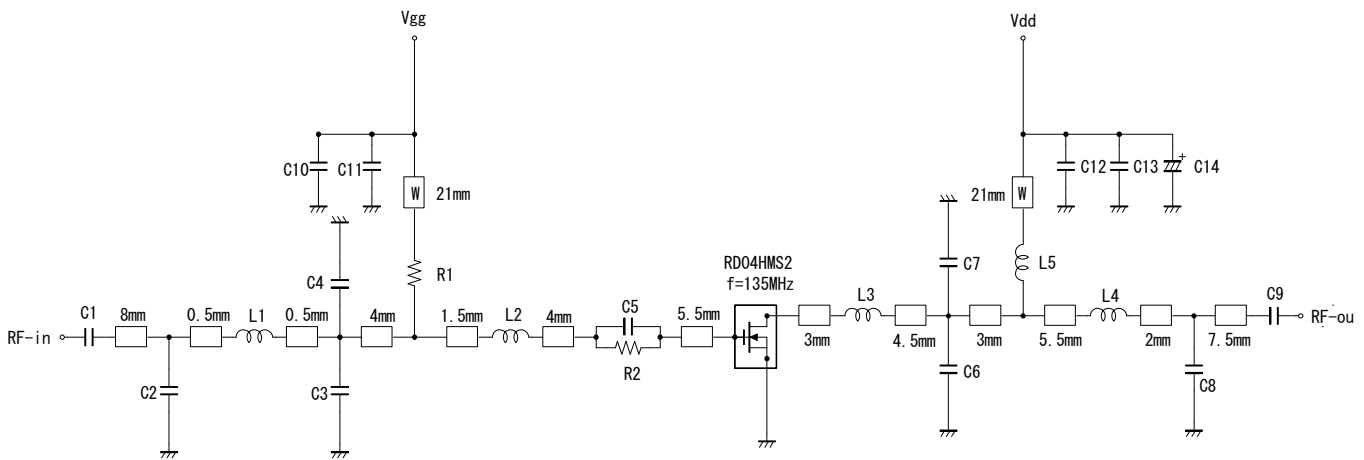 Vgg
Vdd
C10
C11
W
21mm
21mm
W
C12
C13
+
C14
C4
R1
RD04HMS2
f=135MHz
C7
L5
C1
8mm
0.5mm
L1
0.5mm
4mm
1.5mm
L2
4mm
C5
5.5mm
L3
L4
C9
RF-in
RF-ou
3mm
4.5mm
3mm
5.5mm
2mm
7.5mm
R2
C2
C3
C6
C8